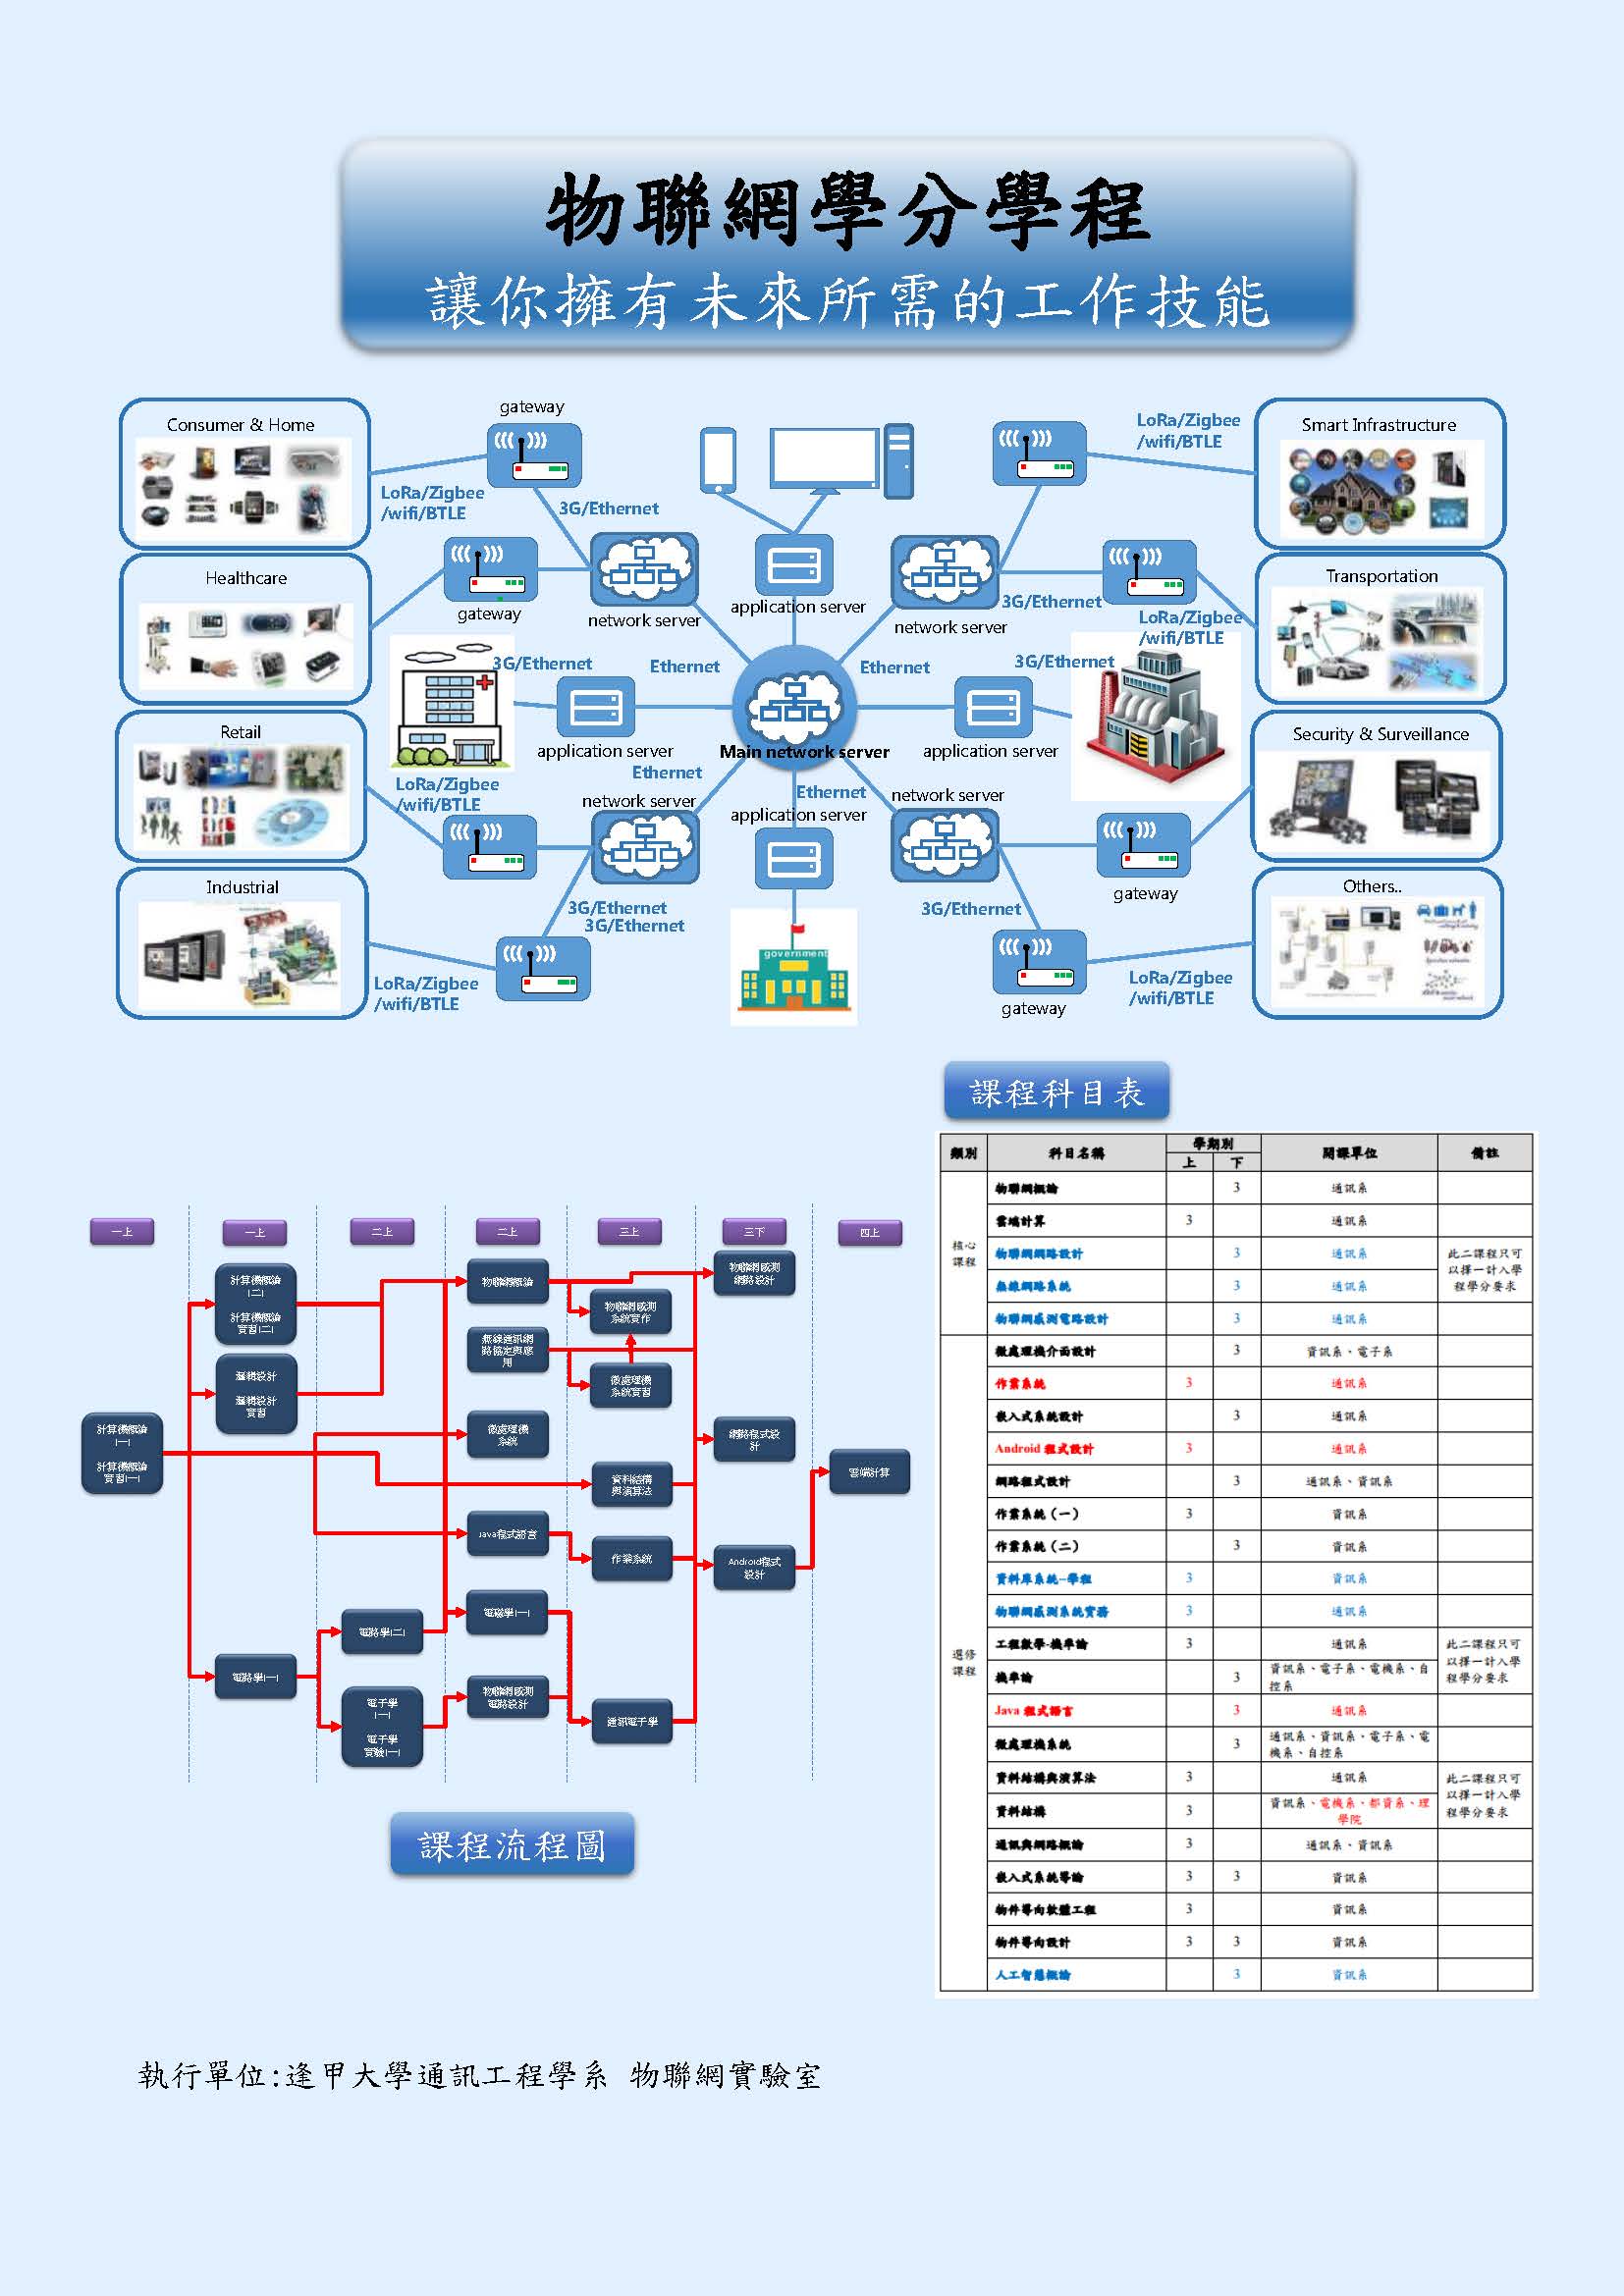 物聯網學分學程
讓你擁有未來所需的工作技能
Consumer & Home
gateway
LoRa/Zigbee
/wifi/BTLE
3G/Ethernet
Healthcare
gateway
network server
application server
network server
3G/Ethernet
LoRa/Zigbee
/wifi/BTLE
Smart Infrastructure
Transportation
LoRa/Zigbee
/wifi/BTLE
3G/Ethernet
Ethernet
Ethernet
3G/Ethernet
application server
Main network server
application server
Retail
LoRa/Zigbee
/wifi/BTLE
Ethernet
network server
Ethernet
application server
network server
Security & Surveillance
gateway
Industrial
3G/Ethernet
3G/Ethernet
LoRa/Zigbee
/wifi/BTLE
government
3G/Ethernet
gateway
LoRa/Zigbee
/wifi/BTLE
Others..
一上
一上
二上
二上
三上
三下
四上
計算機概論
(一)
計算機概論
實習(一)
計算機概論
(二)
計算機概論
實習(二)
邏輯設計
邏輯設計
實習
電路學(一)
電路學(二)
電子學
(一)
電子學
實驗(一)
物聯網概論
無線通訊網
路協定與應
用
微處理機
系統
Java程式語言
電磁學(一)
物聯網感測
電路設計
物聯網感測
系統實作
微處理機
系統實習
資料結構
與演算法
作業系統
通訊電子學
物聯網感測
網路設計
網路程式設
計
Android程式
設計
雲端計算
課程流程圖
課程科目表
類別 科目名稱 學期別 開課單位 備註
上 下
核心
課程
物聯網概論 3 通訊系
雲端計算 3 通訊系
物聯網網路設計 3 通訊系
無線網路系統 3 通訊系
此二課程只可
以擇一計入學
程學分要求
物聯網感測電路設計 3 通訊系
選修
課程
微處理機介面設計 3 資訊系、電子系
作業系統 3 通訊系
嵌入式系統設計 3 通訊系
Android 程式設計 3 通訊系
網路程式設計 3 通訊系、資訊系
作業系統（一） 3 資訊系
作業系統（二） 3 資訊系
資料庫系統--學程 3 資訊系
物聯網感測系統實務 3 通訊系
工程數學-機率論 3 通訊系
機率論 3 資訊系、電子系、電機系、自
控系
此二課程只可
以擇一計入學
程學分要求
Java 程式語言 3 通訊系
微處理機系統 3 通訊系、資訊系、電子系、電
機系、自控系
資料結構與演算法 3 通訊系
資料結構 3 資訊系、電機系、都資系、理
學院
此二課程只可
以擇一計入學
程學分要求
通訊與網路概論 3 通訊系、資訊系
嵌入式系統導論 3 3 資訊系
物件導向軟體工程 3 資訊系
物件導向設計 3 3 資訊系
人工智慧概論 3 資訊系
執行單位:逢甲大學通訊工程學系 物聯網實驗室